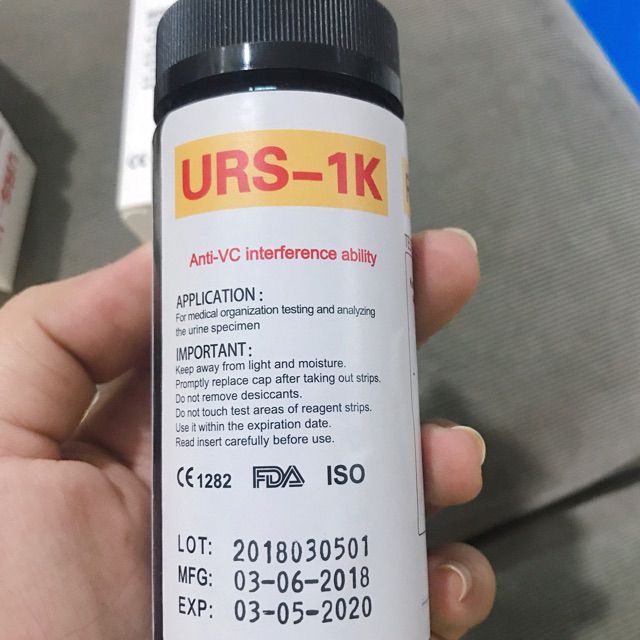 URS-1K
Anti-VC interference ability
APPLICATION :
For medical organization testing and analyzing
the urine specimen
IMPORTANT :
Keep away from light and moisture.
Promptly replace cap after taking out strips.
Do not remove desiccants.
Do not touch test areas of reagent strips.
Use it within the expiration date.
Read insert carefully before use.
CE 1282 FDA ISO
LOT: 2018030501
MFG: 03-06-2018
EXP: 03-05-2020